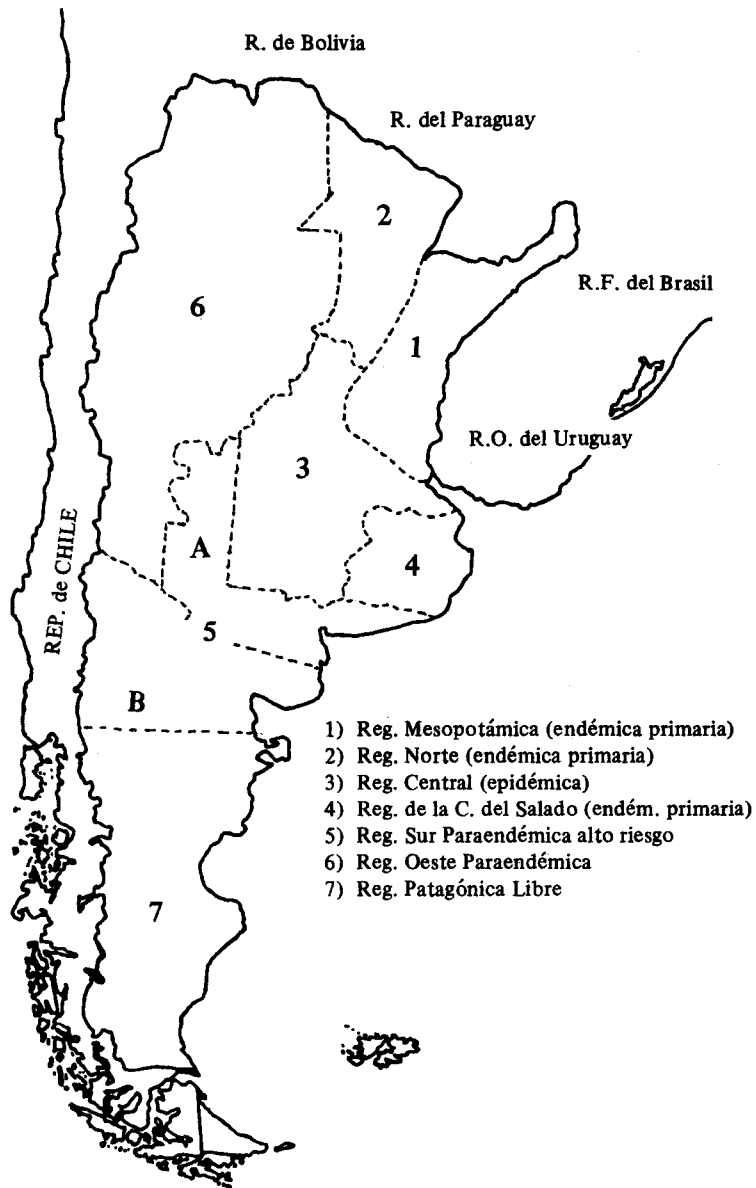 R. de Bolivia
R. del Paraguay
2
R.F. del Brasil
6
1
R.O. del Uruguay
3
REP. de CHILE
A
4
5
B
1) Reg. Mesopotámica (endémica primaria)
2) Reg. Norte (endémica primaria)
3) Reg. Central (epidémica)
4) Reg. de la C. del Salado (endém. primaria)
5) Reg. Sur Paraendémica alto riesgo
6) Reg. Oeste Paraendémica
7) Reg. Patagónica Libre
7